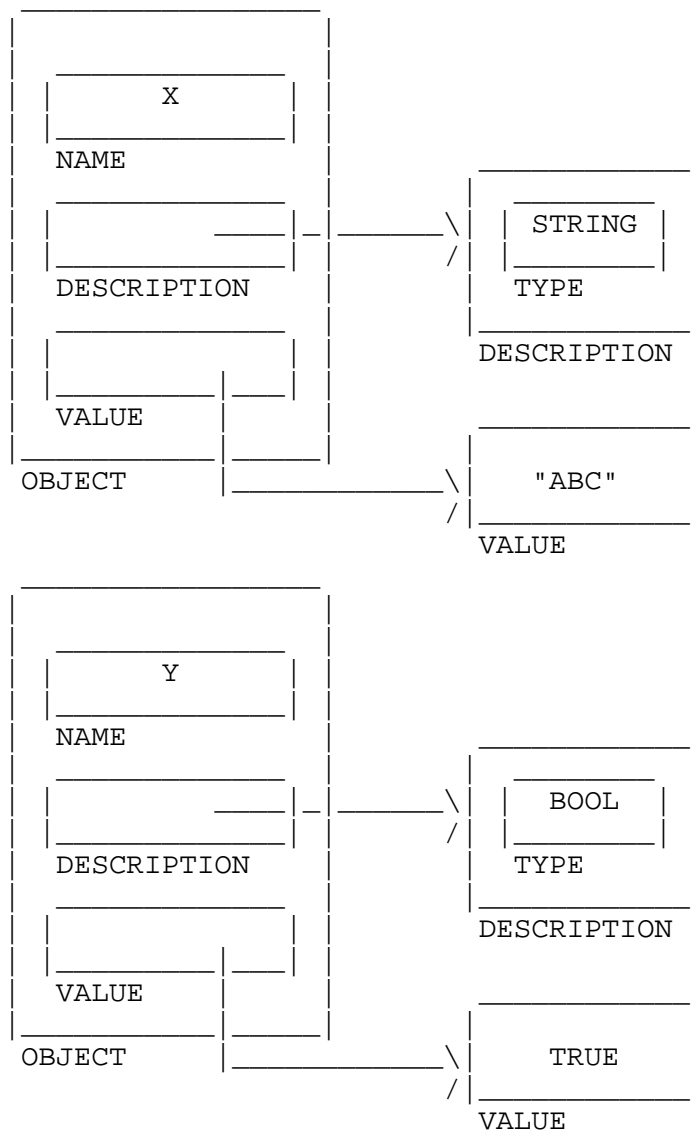 X
NAME
STRING
DESCRIPTION TYPE
DESCRIPTION
VALUE
OBJECT "ABC"
VALUE
Y
NAME
BOOL
DESCRIPTION TYPE
DESCRIPTION
VALUE
OBJECT TRUE
VALUE